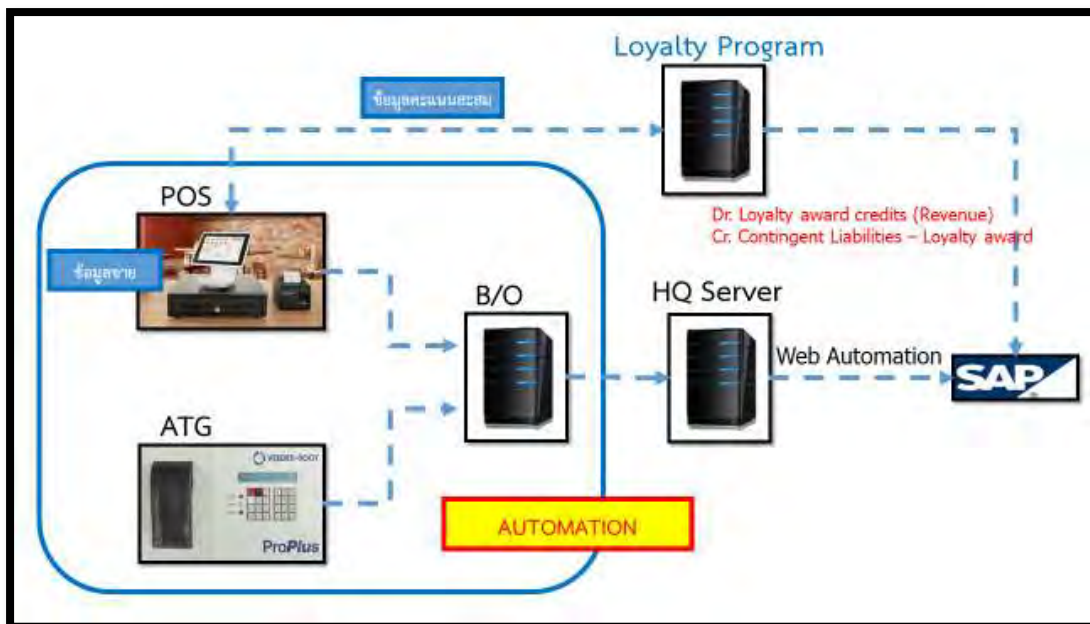 Loyalty Program
ข้อมูลคะแนนสะสม
POS
ข้อมูลขาย
Dr. Loyalty award credits (Revenue)
Cr. Contingent Liabilities – Loyalty award
B/O
HQ Server
Web Automation
SAP
ATG
VEEDER-ROOT
ProPlus
AUTOMATION